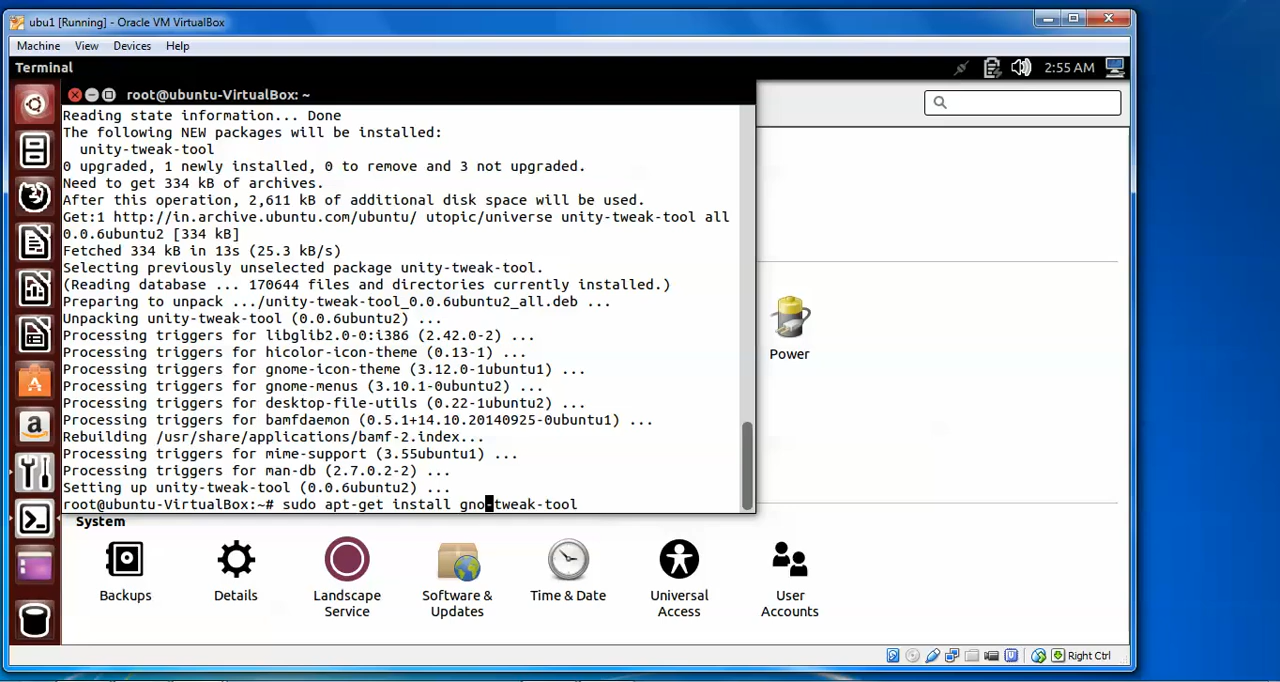 ubu1 [Running] - Oracle VM VirtualBox
Machine View Devices Help
Terminal
2:55 AM
root@ubuntu-VirtualBox: ~
Reading state information... Done
The following NEW packages will be installed:
unity-tweak-tool
0 upgraded, 1 newly installed, 0 to remove and 3 not upgraded.
Need to get 334 kB of archives.
After this operation, 2,611 kB of additional disk space will be used.
Get:1 http://in.archive.ubuntu.com/ubuntu/ utopic/universe unity-tweak-tool all
0.0.6ubuntu2 [334 kB]
Fetched 334 kB in 13s (25.3 kB/s)
Selecting previously unselected package unity-tweak-tool.
(Reading database ... 170644 files and directories currently installed.)
Preparing to unpack .../unity-tweak-tool_0.0.6ubuntu2_all.deb ...
Unpacking unity-tweak-tool (0.0.6ubuntu2) ...
Processing triggers for libglib2.0-0:i386 (2.42.0-2) ...
Processing triggers for hicolor-icon-theme (0.13-1) ...
Processing triggers for gnome-icon-theme (3.12.0-1ubuntu1) ...
Processing triggers for gnome-menus (3.10.1-0ubuntu2) ...
Processing triggers for desktop-file-utils (0.22-1ubuntu2) ...
Processing triggers for bamfdaemon (0.5.1+14.10.20140925-0ubuntu1) ...
Rebuilding /usr/share/applications/bamf-2.index...
Processing triggers for mime-support (3.55ubuntu1) ...
Processing triggers for man-db (2.7.0.2-2) ...
Setting up unity-tweak-tool (0.0.6ubuntu2) ...
root@ubuntu-VirtualBox:~# sudo apt-get install gno-tweak-tool
Power
System
Backups
Details
Landscape Service
Software & Updates
Time & Date
Universal Access
User Accounts
Right Ctrl